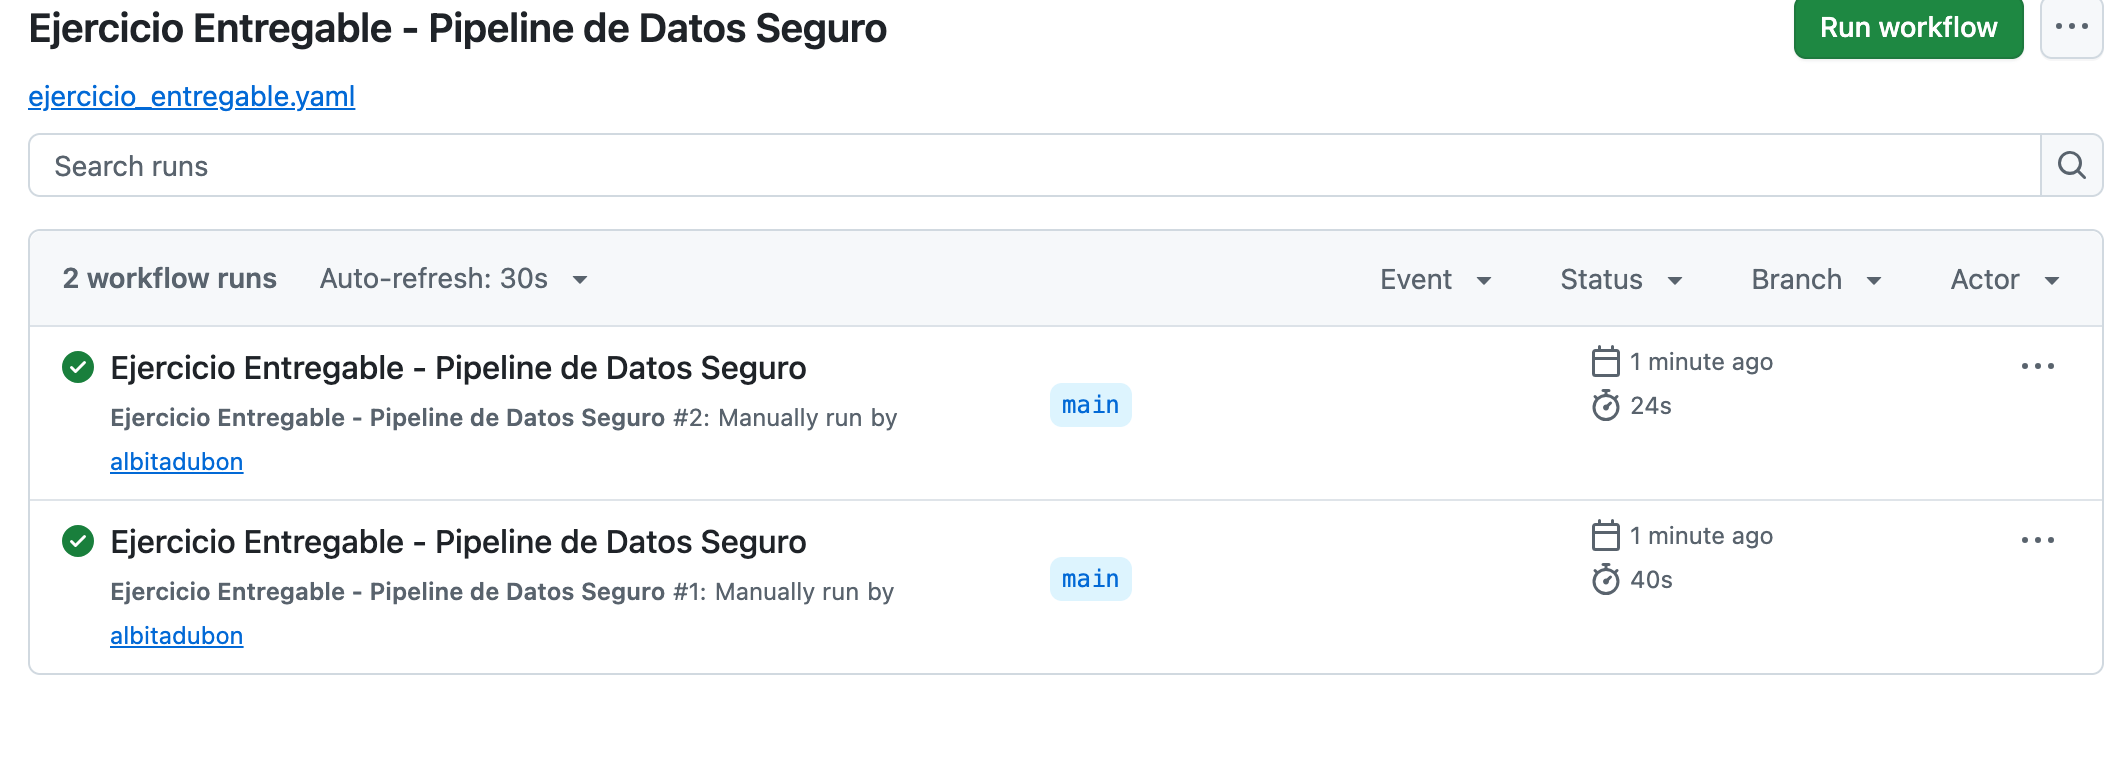 Ejercicio Entregable - Pipeline de Datos Seguro
Run workflow
ejercicio_entregable.yaml
Search runs
2 workflow runs Auto-refresh: 30s Event Status Branch Actor
Ejercicio Entregable - Pipeline de Datos Seguro
Ejercicio Entregable - Pipeline de Datos Seguro #2: Manually run by
albitadubon
main
1 minute ago
24s
Ejercicio Entregable - Pipeline de Datos Seguro
Ejercicio Entregable - Pipeline de Datos Seguro #1: Manually run by
albitadubon
main
1 minute ago
40s